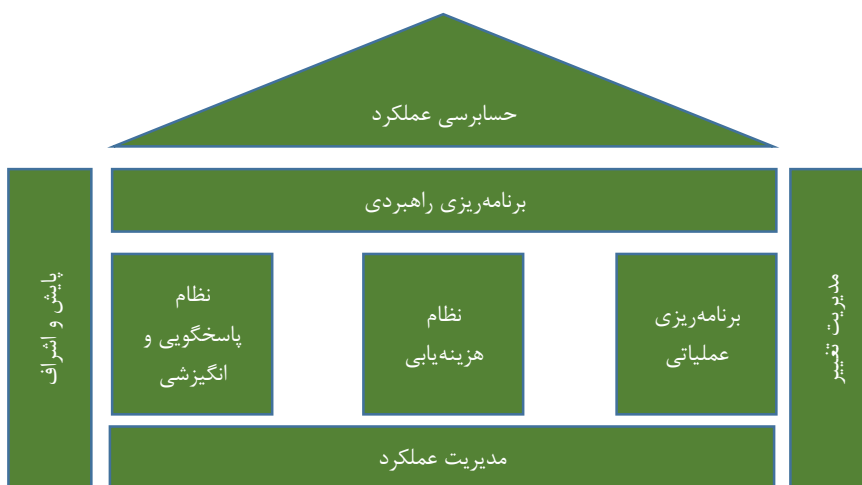 حسابرسی عملکرد
برنامه‌ریزی راهبردی
مدیریت تغییر
برنامه‌ریزی
عملیاتی
نظام
هزینه‌یابی
نظام
پاسخگویی و
انگیزشی
پایش و اشراف
مدیریت عملکرد